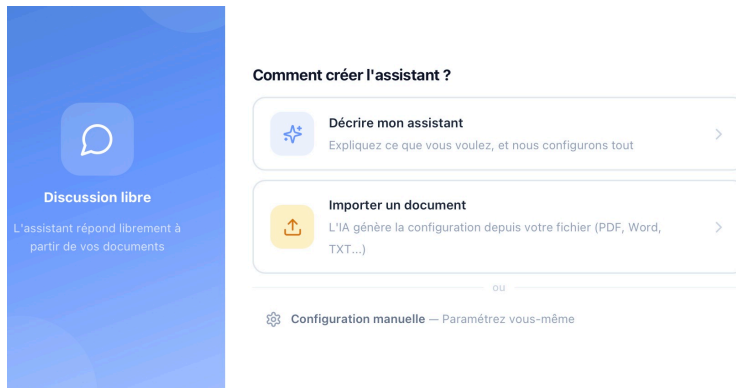 Discussion libre
L'assistant répond librement à
partir de vos documents
Comment créer l'assistant ?
Décrire mon assistant
Expliquez ce que vous voulez, et nous configurons tout
Importer un document
L'IA génère la configuration depuis votre fichier (PDF, Word,
TXT...)
ou
Configuration manuelle — Paramétrez vous-même